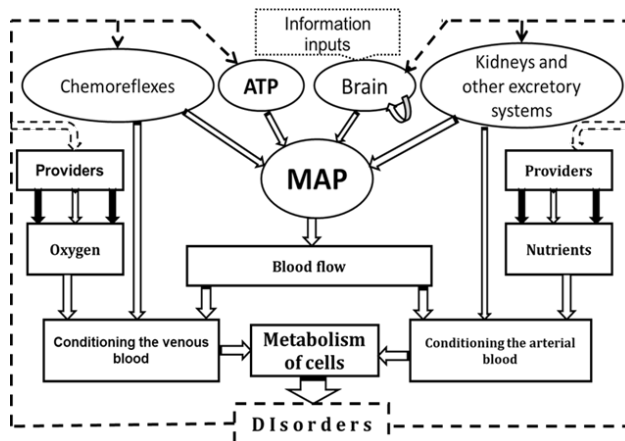 Information
inputs
Chemoreflexes
ATP
Brain
Kidneys and
other excretory
systems
MAP
Providers
Providers
Oxygen
Nutrients
Blood flow
Conditioning the venous
blood
Metabolism
of cells
Conditioning the arterial
blood
DIsorders